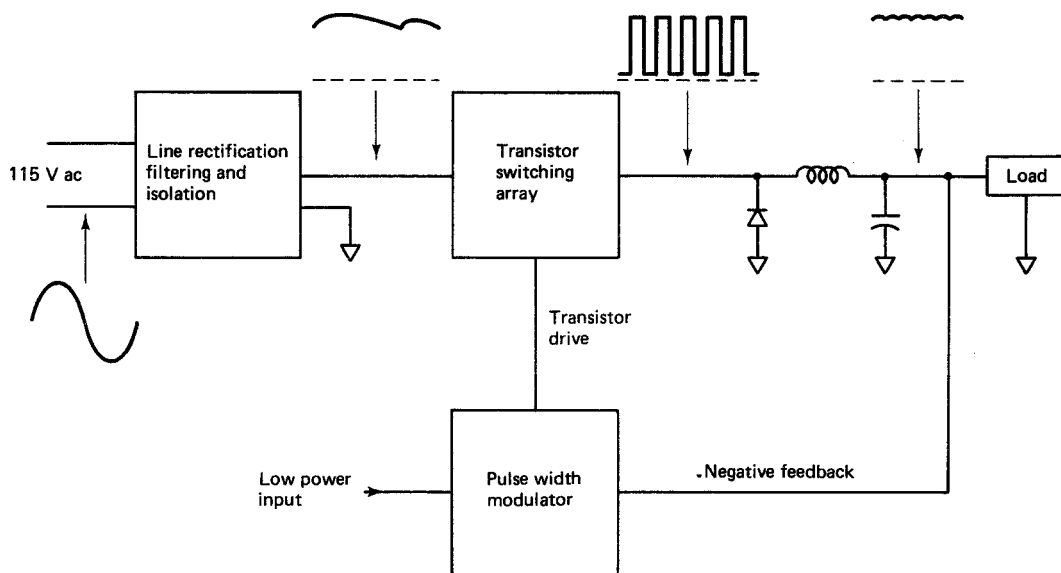 115 V ac
Line rectification
filtering and
isolation
Transistor
switching
array
Load
Transistor
drive
Low power
input
Pulse width
modulator
Negative feedback